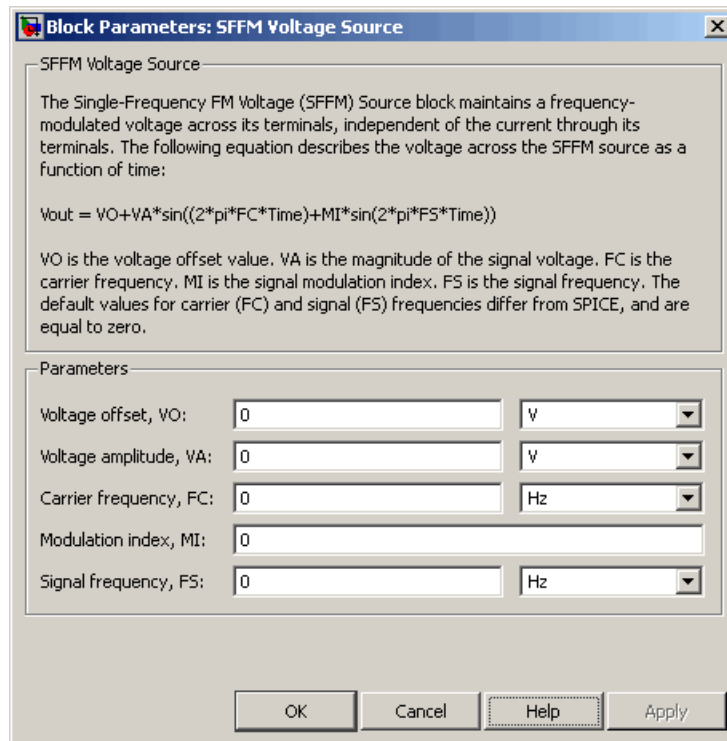 Block Parameters: SFFM Voltage Source
SFFM Voltage Source
The Single-Frequency FM Voltage (SFFM) Source block maintains a frequency-
modulated voltage across its terminals, independent of the current through its
terminals. The following equation describes the voltage across the SFFM source as a
function of time:
Vout = VO+VA*sin((2*pi*FC*Time)+MI*sin(2*pi*FS*Time))
VO is the voltage offset value. VA is the magnitude of the signal voltage. FC is the
carrier frequency. MI is the signal modulation index. FS is the signal frequency. The
default values for carrier (FC) and signal (FS) frequencies differ from SPICE, and are
equal to zero.
Parameters
Voltage offset, VO: 0 V
Voltage amplitude, VA: 0 V
Carrier frequency, FC: 0 Hz
Modulation index, MI: 0
Signal frequency, FS: 0 Hz
OK Cancel Help Apply